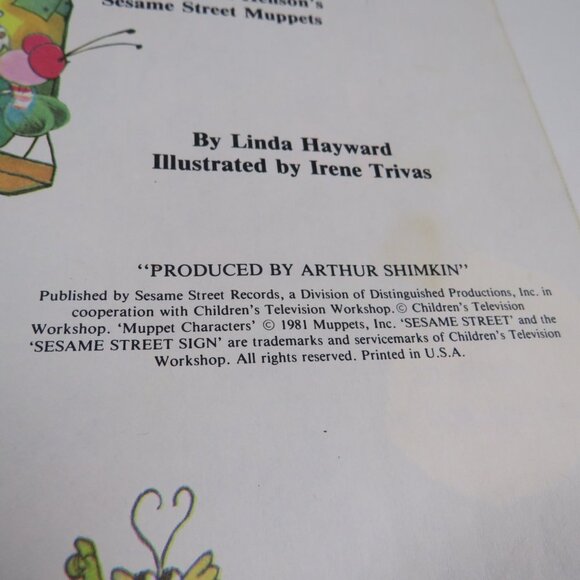 Henson's
Sesame Street Muppets
By Linda Hayward
Illustrated by Irene Trivas
"PRODUCED BY ARTHUR SHIMKIN"
Published by Sesame Street Records, a Division of Distinguished Productions, Inc. in
cooperation with Children's Television Workshop. © Children's Television
Workshop. 'Muppet Characters' © 1981 Muppets, Inc. 'SESAME STREET' and the
'SESAME STREET SIGN' are trademarks and servicemarks of Children's Television
Workshop. All rights reserved. Printed in U.S.A.